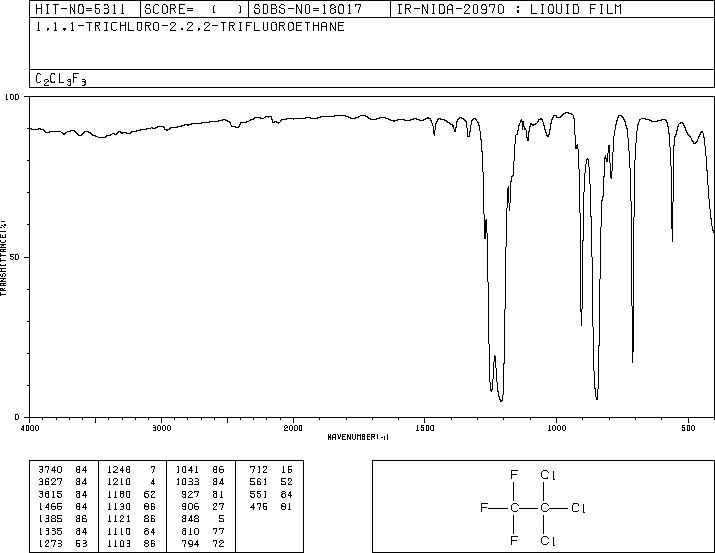 HIT-NO=5311 SCORE= ( ) SDBS-NO=18017 IR-NIDA-20970 : LIQUID FILM
1,1,1-TRICHLORO-2,2,2-TRIFLUOROETHANE
C2CL3F3
100
50
0
TRANSMITTANCE(%)
4000 3000 2000 1500 1000 500
WAVENUMBER(-1)
3740 84 1248 7 1041 86 712 16
3627 84 1210 4 1033 84 561 52
3615 84 1180 62 927 81 551 84
1466 84 1130 86 906 27 476 81
1385 86 1121 86 848 5
1335 84 1110 84 810 77
1273 53 1103 86 794 72
F Cl
F C C Cl
F Cl